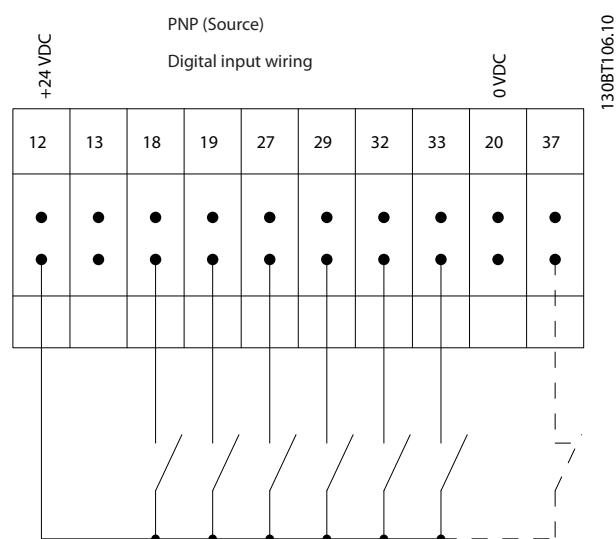 PNP (Source)
Digital input wiring
+24 VDC
0 VDC
130BT106.10
12 13 18 19 27 29 32 33 20 37